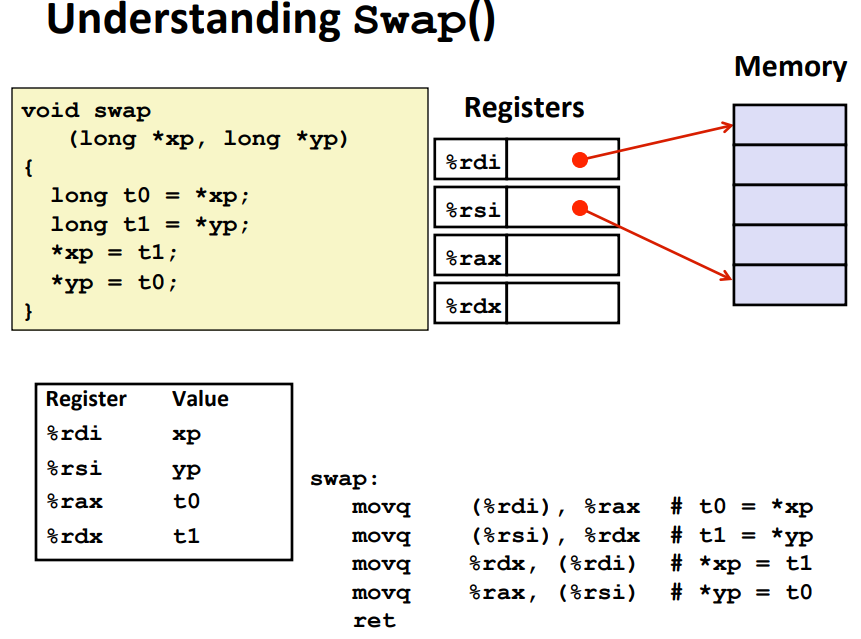 Understanding Swap()
void swap
(long *xp, long *yp)
{
long t0 = *xp;
long t1 = *yp;
*xp = t1;
*yp = t0;
}
Registers
%rdi
%rsi
%rax
%rdx
Memory
Register Value
%rdi xp
%rsi yp
%rax t0
%rdx t1
swap:
movq (%rdi), %rax # t0 = *xp
movq (%rsi), %rdx # t1 = *yp
movq %rdx, (%rdi) # *xp = t1
movq %rax, (%rsi) # *yp = t0
ret